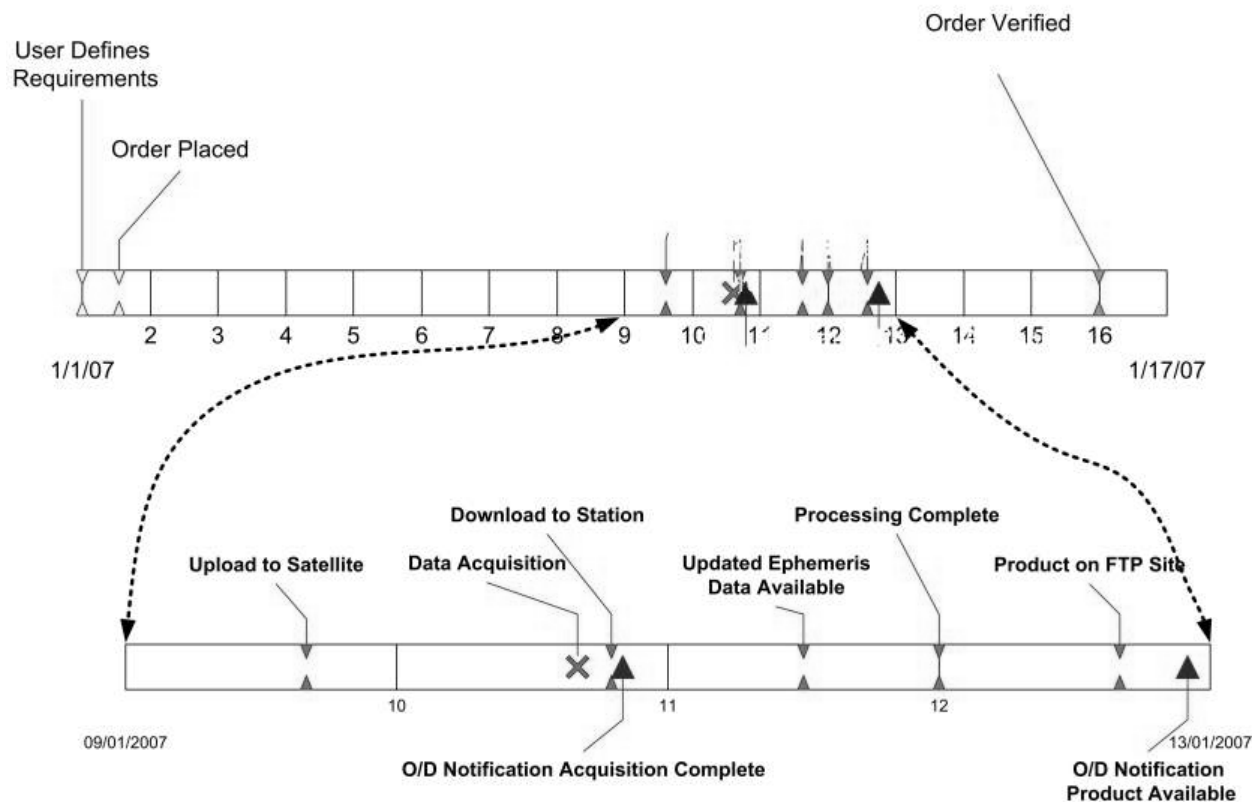 Order Verified
User Defines
Requirements
Order Placed
2 3 4 5 6 7 8 9 10 11 12 13 14 15 16
1/1/07
1/17/07
Download to Station
Processing Complete
Upload to Satellite
Data Acquisition
Updated Ephemeris
Data Available
Product on FTP Site
10 11 12
09/01/2007
13/01/2007
O/D Notification Acquisition Complete
O/D Notification
Product Available